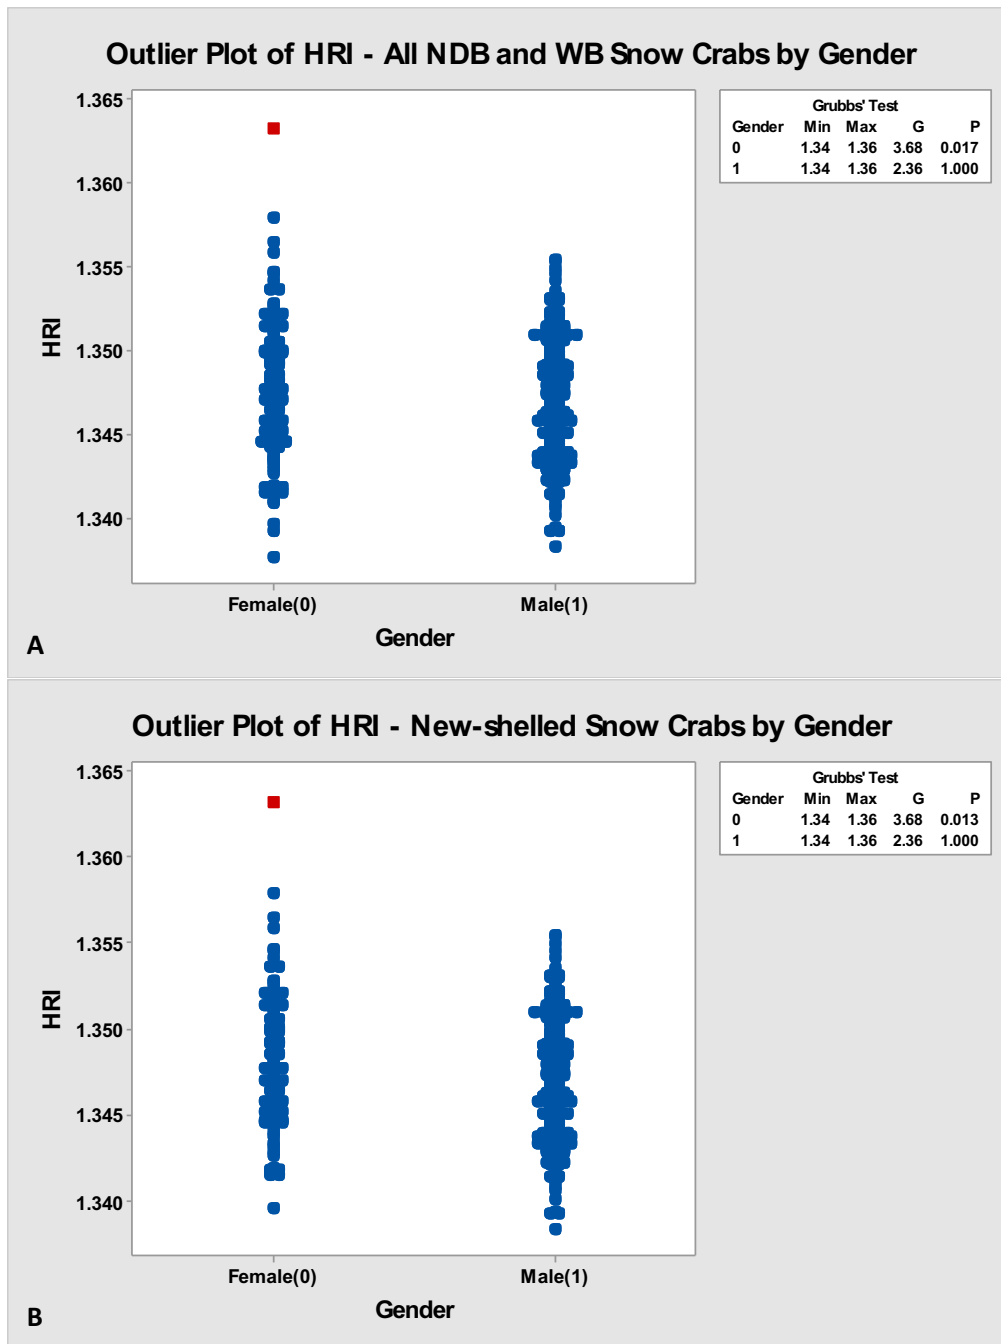 Outlier Plot of HRI - All NDB and WB Snow Crabs by Gender
1.365
1.360
1.355
1.350
1.345
1.340
HRI
Female(0) Male(1)
Gender
Grubbs' Test
Gender Min Max G P
0 1.34 1.36 3.68 0.017
1 1.34 1.36 2.36 1.000
A
Outlier Plot of HRI - New-shelled Snow Crabs by Gender
1.365
1.360
1.355
1.350
1.345
1.340
HRI
Female(0) Male(1)
Gender
Grubbs' Test
Gender Min Max G P
0 1.34 1.36 3.68 0.013
1 1.34 1.36 2.36 1.000
B